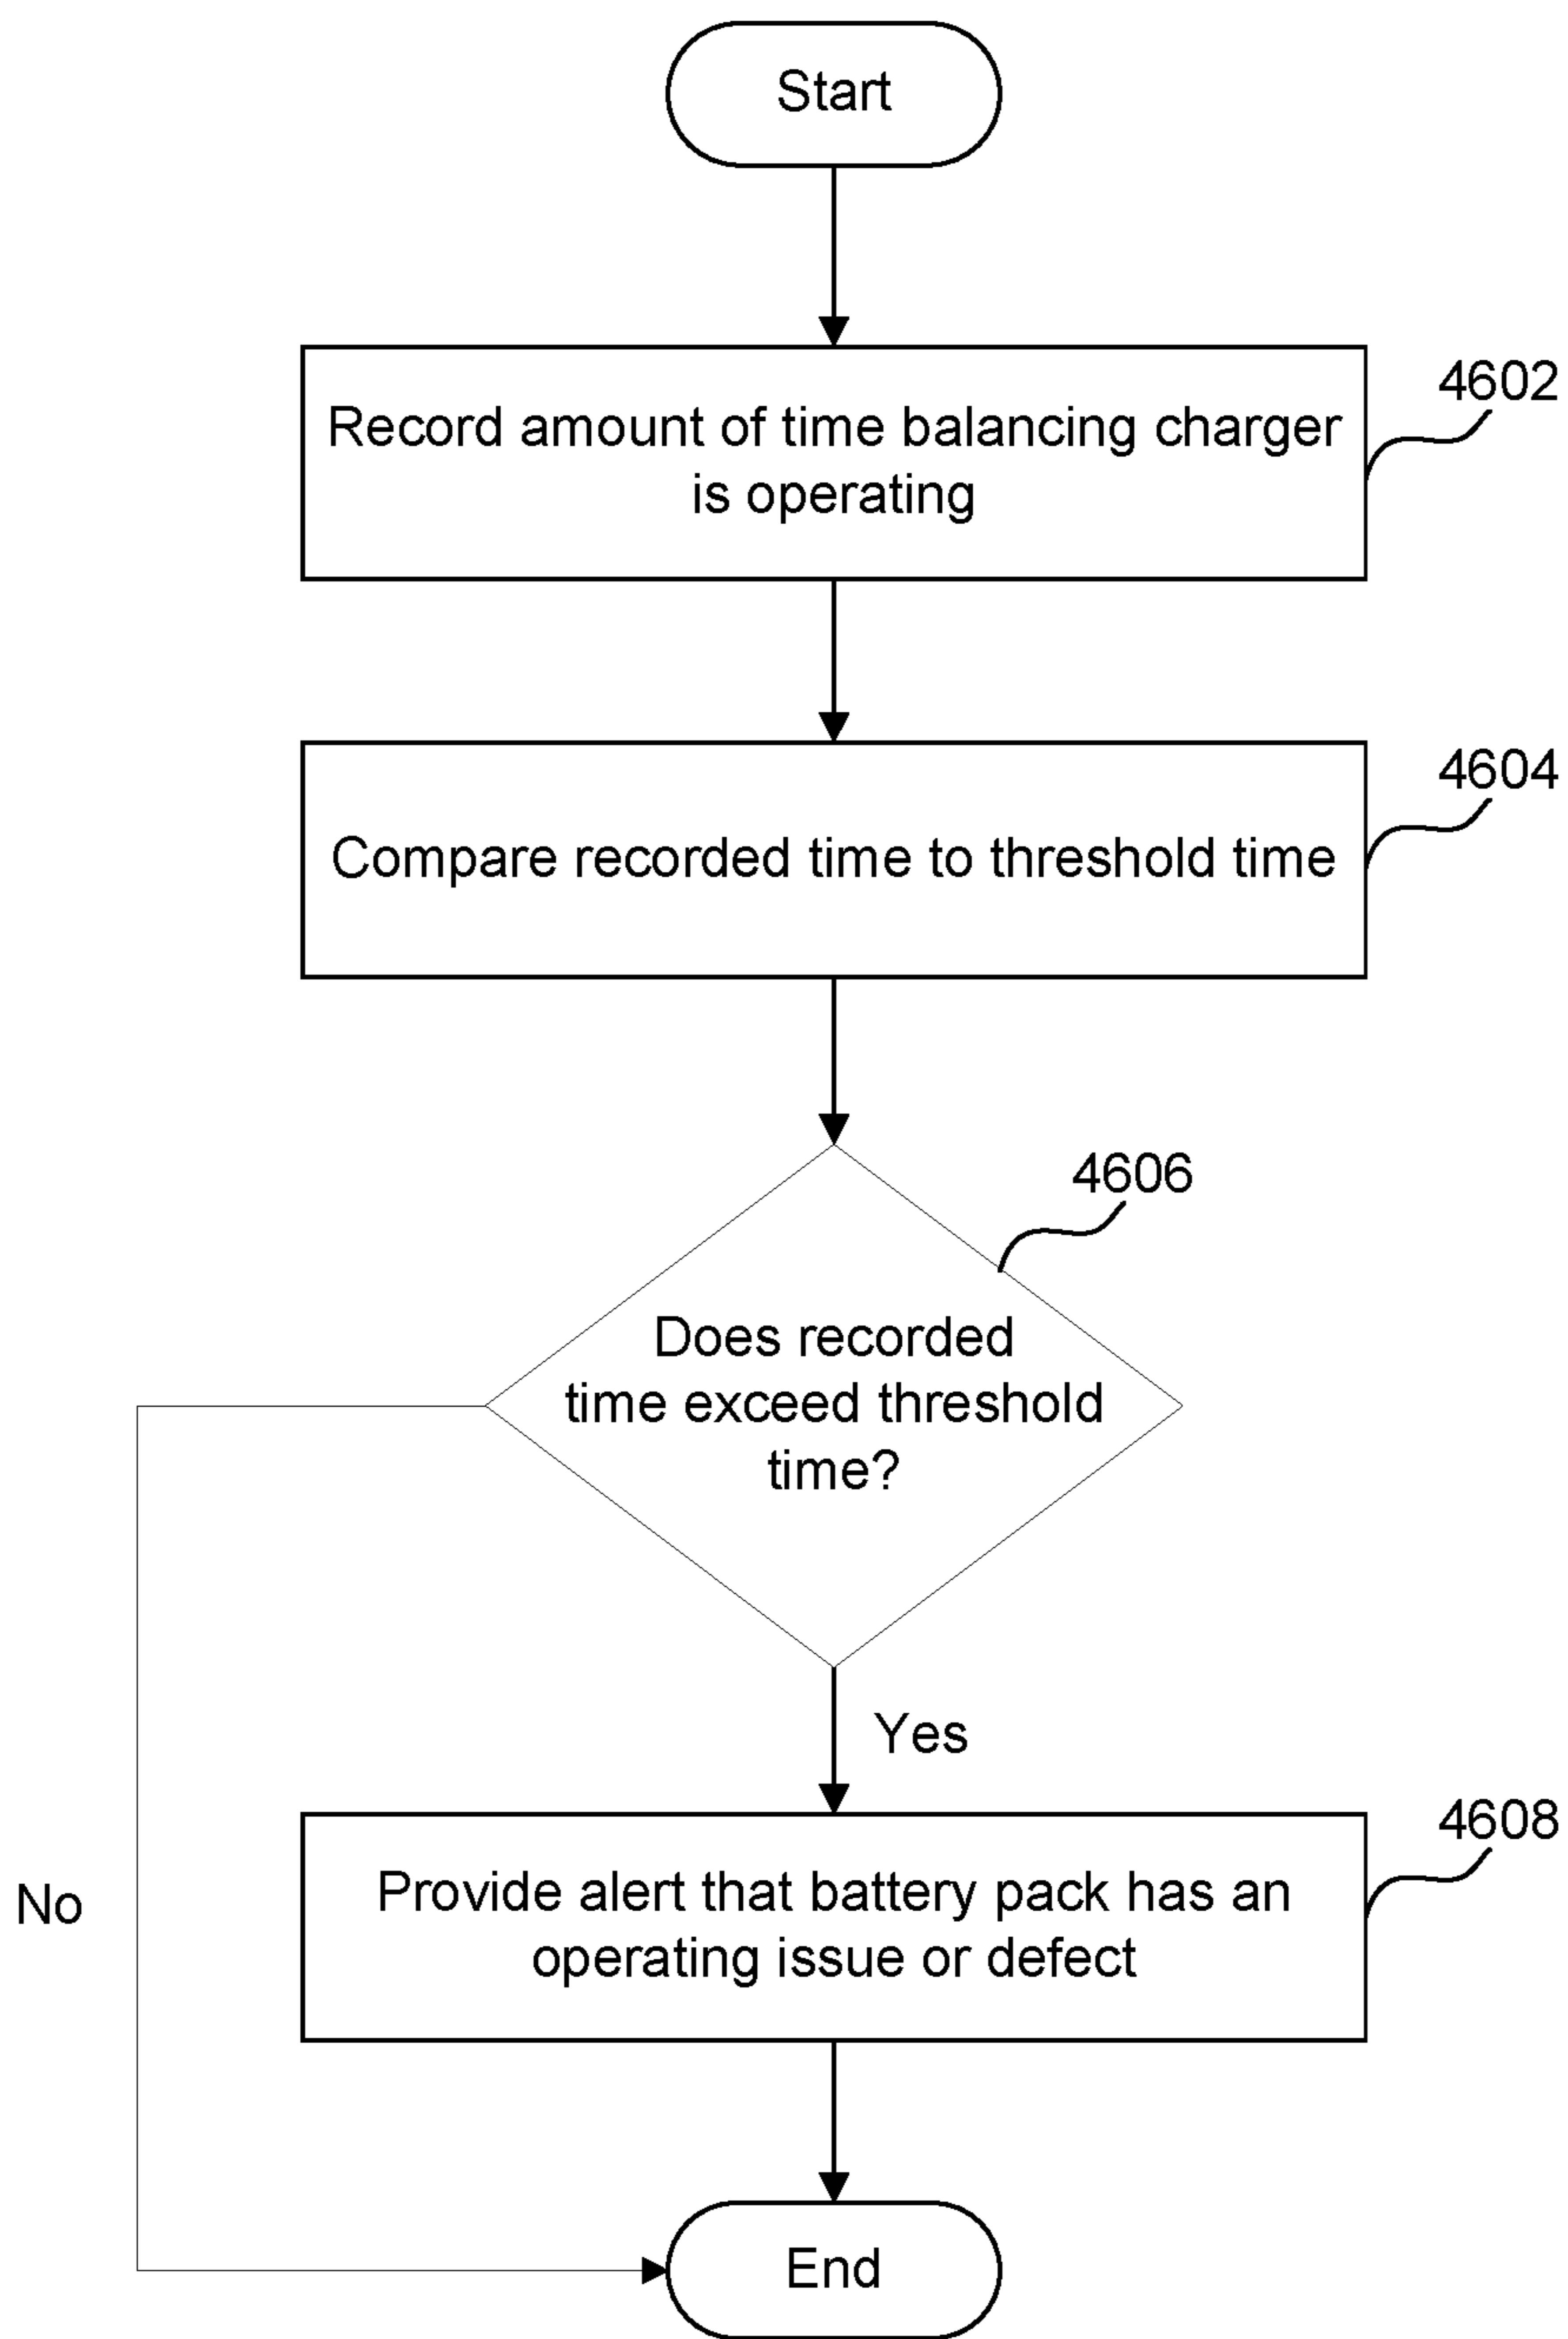 Start
Record amount of time balancing charger
is operating
4602
Compare recorded time to threshold time
4604
4606
Does recorded
time exceed threshold
time?
Yes
No
Provide alert that battery pack has an
operating issue or defect
4608
End